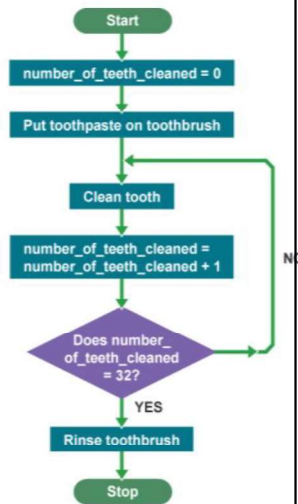 Start
number_of_teeth_cleaned = 0
Put toothpaste on toothbrush
Clean tooth
number_of_teeth_cleaned =
number_of_teeth_cleaned + 1
Does number_
of_teeth_cleaned
= 32?
YES
Rinse toothbrush
Stop